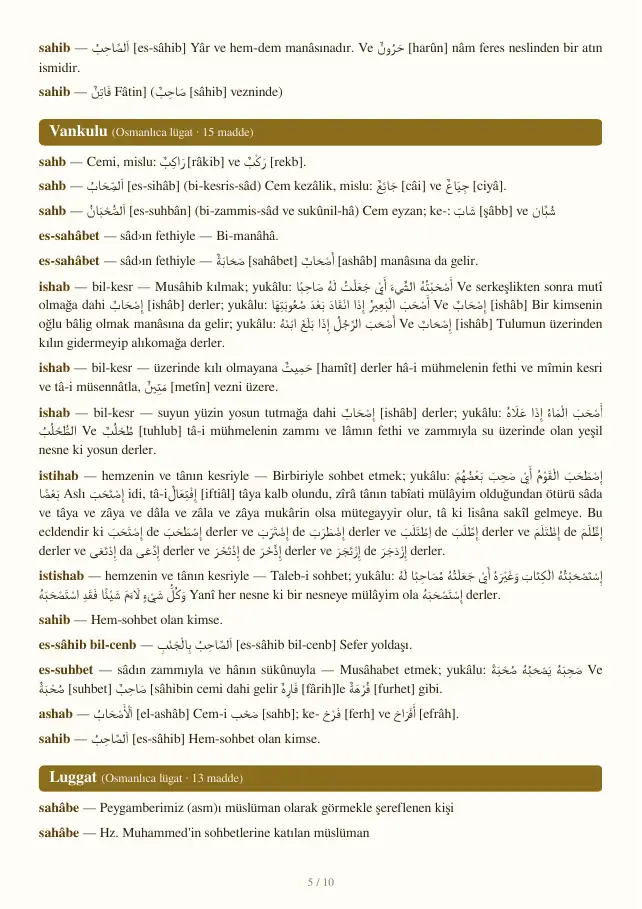 sahib — اَلصَّاحِبُ [es-sâhib] Yâr ve hem-dem manâsınadır. Ve حَرُونٌ [harûn] nâm feres neslinden bir atın
ismidir.
sahib — فَاتِنٌ Fâtin] (صَاحِبٌ [sâhib] vezninde)
Vankulu (Osmanlıca lügat · 15 madde)
sahb — Cemi, mislu: رَاكِبٌ [râkib] ve رَكْبٌ [rekb].
sahb — اَلصِّحَابُ [es-sihâb] (bi-kesris-sâd) Cem kezâlik, mislu: جَائِعٌ [câi] ve جِيَاعٌ [ciyâ].
sahb — اَلصُّحْبَانُ [es-suhbân] (bi-zammis-sâd ve sukûnil-hâ) Cem eyzan; ke-: شَابّ [şâbb] ve شُبَّان
es-sahâbet — sâd›ın fethiyle — Bi-manâhâ.
es-sahâbet — sâd›ın fethiyle — صَحَابَةٌ [sahâbet] أَصْحَابٌ [ashâb] manâsına da gelir.
ishab — bil-kesr — Musâhib kılmak; yukâlu: أَصْحَبْتُهُ الشَّيْءَ أَيْ جَعَلْتُ لَهُ صَاحِبًا Ve serkeşlikten sonra mutî
olmağa dahi إِصْحَابٌ [ishâb] derler; yukâlu: أَصْحَبَ الْبَعِيرُ إِذَا انْقَادَ بَعْدَ صُعُوبَتِهَا Ve إِصْحَابٌ [ishâb] Bir kimsenin
oğlu bâlig olmak manâsına da gelir; yukâlu: أَصْحَبَ الرَّجُلُ إِذَا بَلَغَ ابْنَهُ Ve إِصْحَابٌ [ishâb] Tulumun üzerinden
kılın gidermeyip alıkomağa derler.
ishab — bil-kesr — üzerinde kılı olmayana حَمِيتٌ [hamît] derler hâ-i mühmelenin fethi ve mîmin kesri
ve tâ-i müsennâtla, مَتِينٌ [metîn] vezni üzere.
ishab — bil-kesr — suyun yüzin yosun tutmağa dahi إِصْحَابٌ [ishâb] derler; yukâlu: أَصْحَبَ الْمَاءُ إِذَا عَلَاهُ
الطُّحْلُبُ Ve طُحْلُبٌ [tuhlub] tâ-i mühmelenin zammı ve lâmın fethi ve zammıyla su üzerinde olan yeşil
nesne ki yosun derler.
istihab — hemzenin ve tânın kesriyle — Birbiriyle sohbet etmek; yukâlu: إِصْطَحَبَ الْقَوْمُ أَيْ صَحِبَ بَعْضُهُمْ
بَعْضًا Aslı إِصْتَحَبَ idi, tâ-i إِفْتِعَالٌ [iftiâl] tâya kalb olundu, zîrâ tânın tabîati mülâyim olduğundan ötürü sâda
ve tâya ve zâya ve dâla ve zâla ve zâya mukârin olsa mütegayyir olur, tâ ki lisâna sakîl gelmeye. Bu
ecldendir ki إِصْتَحَبَ de إِصْطَحَبَ derler ve إِضْتَرَبَ de إِضْطَرَبَ derler ve إِطْتَلَبَ de إِطَّلَبَ derler ve إِظْتَلَمَ de إِظَّلَمَ
derler ve إِدْتَعَى da إِدَّعَى derler ve إِذْتَخَرَ de إِذَّخَرَ derler ve إِزْتَجَرَ de إِزْدَجَرَ derler.
istishab — hemzenin ve tânın kesriyle — Taleb-i sohbet; yukâlu: إِسْتَصْحَبْتُهُ الْكِتَابَ وَغَيْرَهُ أَيْ جَعَلْتُهُ مُصَاحِبًا لَهُ
وَكُلُّ شَيْءٍ لَاءَمَ شَيْئًا فَقَدِ اسْتَصْحَبَهُ Yanî her nesne ki bir nesneye mülâyim ola إِسْتَصْحَبَهُ derler.
sahib — Hem-sohbet olan kimse.
es-sâhib bil-cenb — اَلصَّاحِبُ بِالْجَنْبِ [es-sâhib bil-cenb] Sefer yoldaşı.
es-suhbet — sâdın zammıyla ve hânın sükûnuyla — Musâhabet etmek; yukâlu: صَحِبَهُ يَصْحَبُهُ صُحْبَةً Ve
صُحْبَةٌ [suhbet] صَاحِبٌ [sâhibin cemi dahi gelir فَارِهٌ [fârih]le فُرْهَةٌ [furhet] gibi.
ashab — اَلْأَصْحَابُ [el-ashâb] Cem-i صَحْب [sahb]; ke- فَرْخ [ferh] ve أَفْرَاخ [efrâh].
sahib — اَلصَّاحِبُ [es-sâhib] Hem-sohbet olan kimse.
Luggat (Osmanlıca lügat · 13 madde)
sahâbe — Peygamberimiz (asm)ı müslüman olarak görmekle şereflenen kişi
sahâbe — Hz. Muhammed'in sohbetlerine katılan müslüman
5 / 10